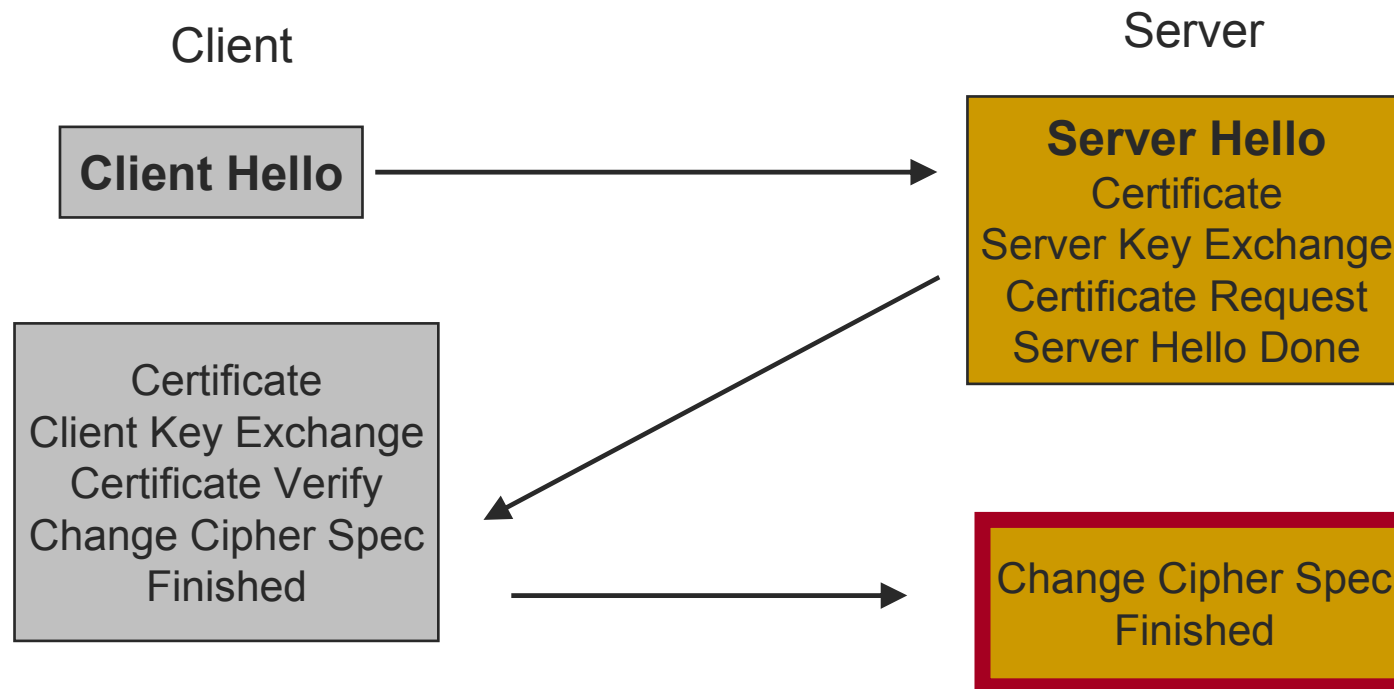 Client
Server
Client Hello
Server Hello
Certificate
Server Key Exchange
Certificate Request
Server Hello Done
Certificate
Client Key Exchange
Certificate Verify
Change Cipher Spec
Finished
Change Cipher Spec
Finished